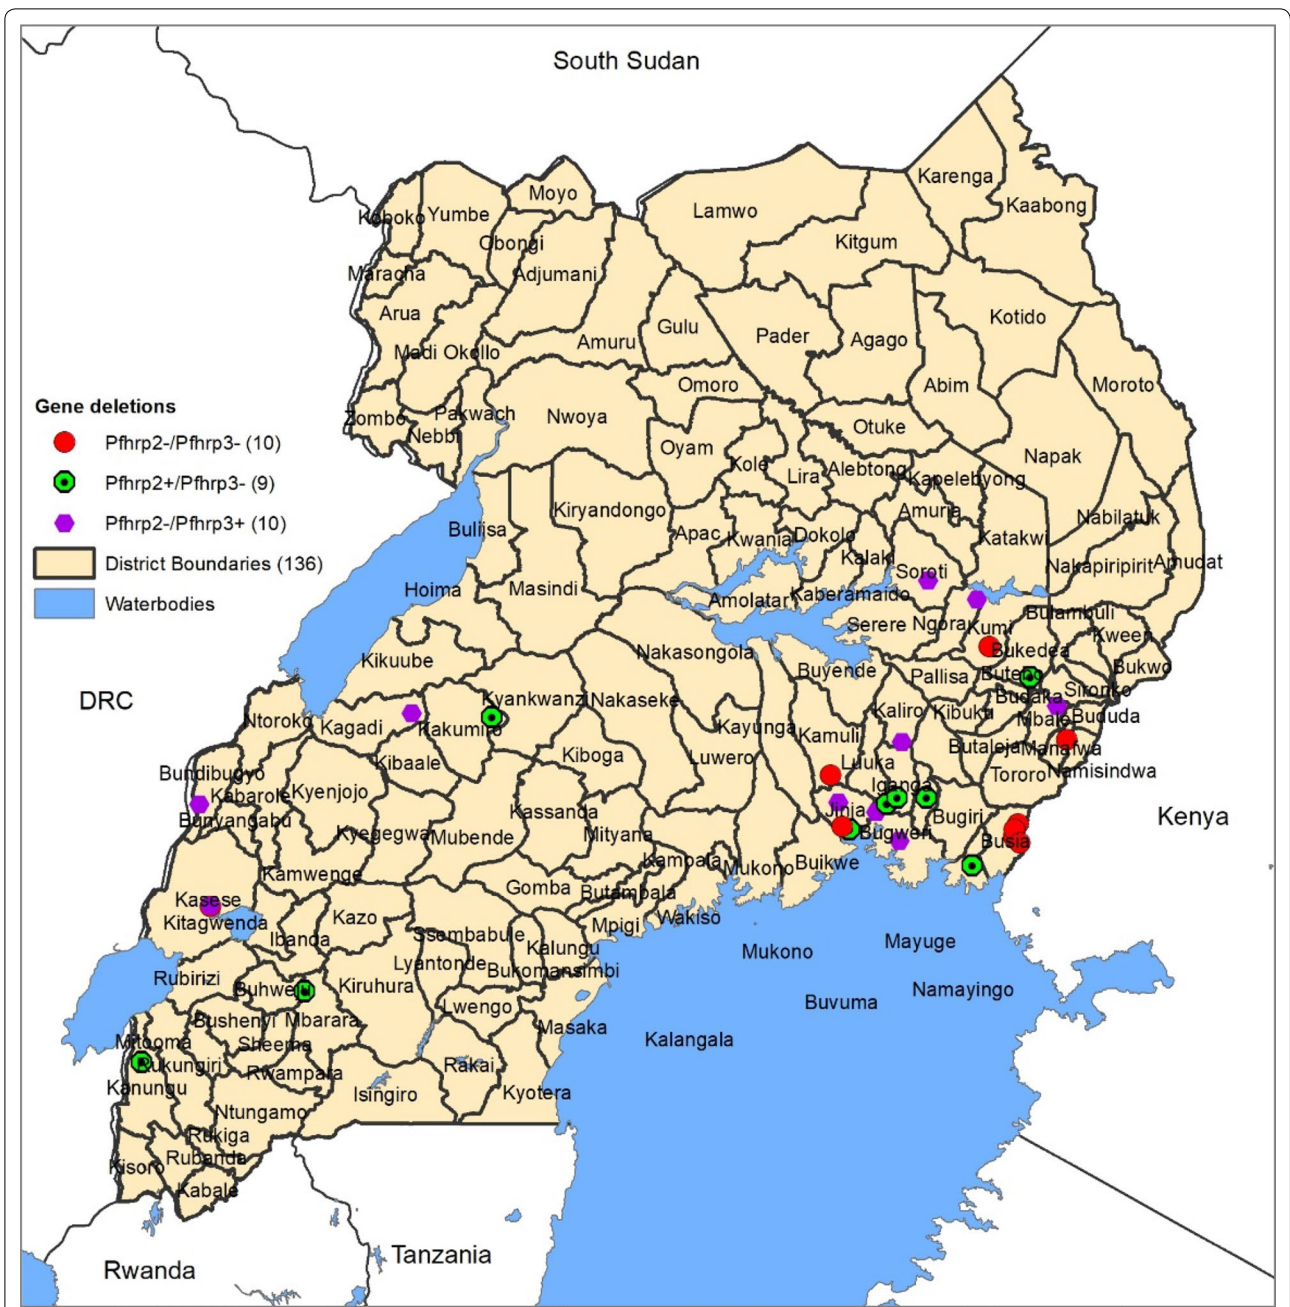 South Sudan
Karenga
Kaabong
Moyo
Koboko
Yumbe
Lamwo
Obongi
Kitgum
Maracha
Adjumani
Arua
Kotido
Gulu
Pader
Agago
Amuru
Madi Okollo
Omoro
Abim
Moroto
Gene deletions
Zombo
Pakwach
Nwoya
Nebbi
Otuke
Pfhrp2-/Pfhrp3- (10)
Oyam
Napak
Kole
Lira
Alebtong
Kapelebyong
Pfhrp2+/Pfhrp3- (9)
Kiryandongo
Amuria
Nabilatuk
Pfhrp2-/Pfhrp3+ (10)
Bulisa
Apac
Kwania
Dokolo
Katakwi
Kalaki
District Boundaries (136)
Soroti
Nakapiripirit
Amudat
Hoima
Masindi
Waterbodies
Amolatar
Kaberamaido
Bulambuli
Serere
Ngora
Kumi
Kween
Kikuube
Nakasongola
Bukedea
Buyende
Pallisa
Butebo
Bukwo
DRC
Kyankwanzi
Nakaseke
Budaka
Sironko
Ntoroko
Kagadi
Kakumiro
Kayunga
Kamuli
Kaliro
Kibuku
Mbale
Bududa
Kibaale
Kiboga
Luwero
Luuka
Butaleja
Manafwa
Bundibugyo
Tororo
Namisindwa
Kabarole
Kyenjojo
Iganga
Bunyangabu
Kassanda
Jinja
Bugiri
Kenya
Kyegegwa
Mubende
Mityana
Bugweri
Busia
Kamwenge
Kampala
Mukono
Buikwe
Kasese
Gomba
Butambala
Kitagwenda
Kazo
Mpigi
Wakiso
Ibanda
Ssembabule
Kalungu
Mukono
Mayuge
Rubirizi
Lyantonde
Bukomansimbi
Buhweju
Kiruhura
Namayingo
Lwengo
Buvuma
Bushenyi
Mbarara
Masaka
Mitooma
Sheema
Kalangala
Rukungiri
Rwampara
Rakai
Kanungu
Isingiro
Kyotera
Ntungamo
Rukiga
Rubanda
Kisoro
Kabale
Tanzania
Rwanda